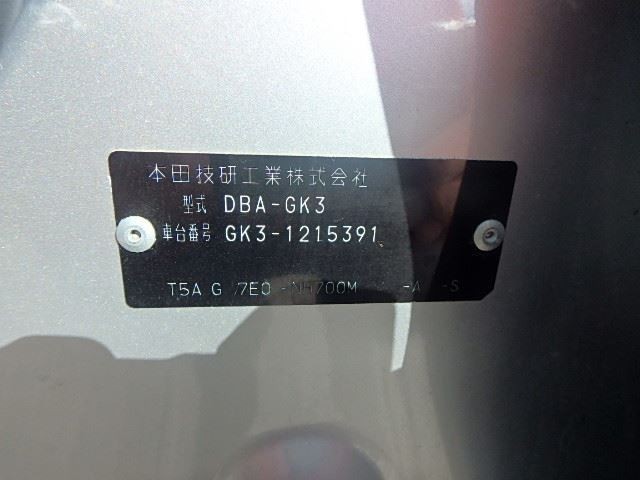 本田技研工業株式会社
型式 DBA-GK3
車台番号 GK3-1215391
T5A G 7E0 -NH700M -A -S